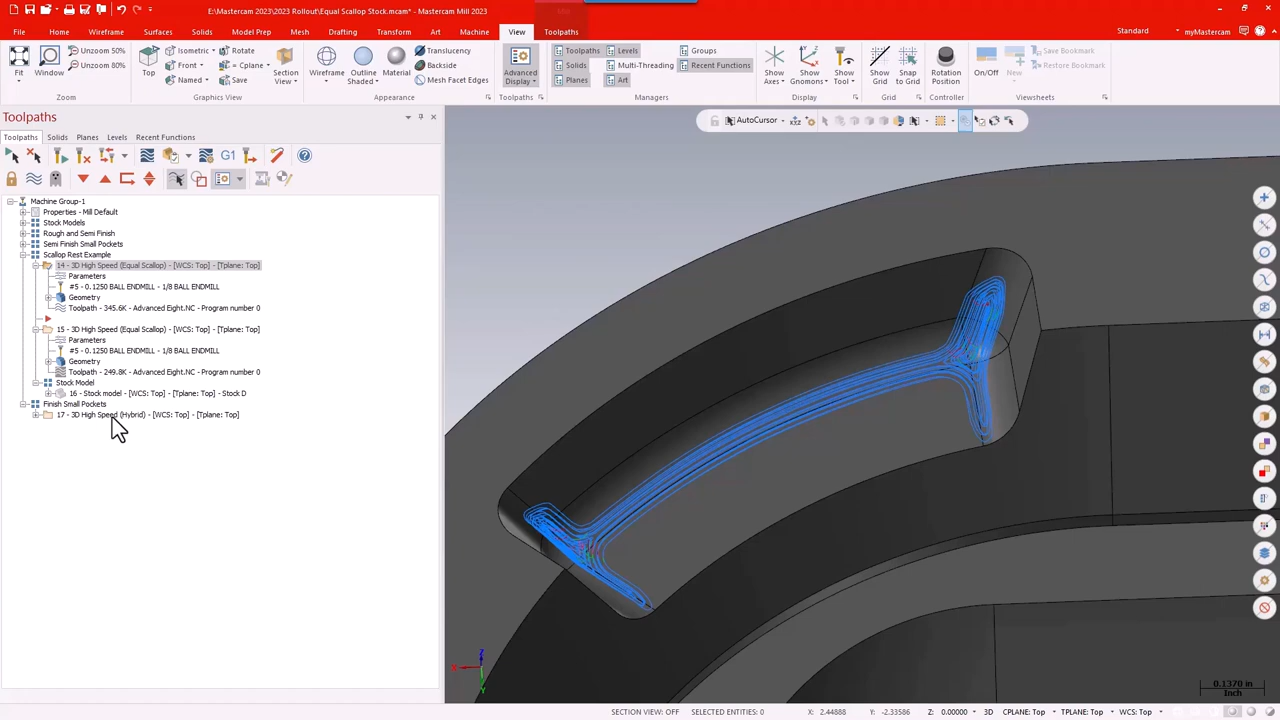 E:\Mastercam 2023\2023 Rollout\Equal Scallop Stock.mcam* - Mastercam Mill 2023
Mill
File Home Wireframe Surfaces Solids Model Prep Mesh Drafting Transform Art Machine View Toolpaths Standard myMastercam
Fit
Window
Unzoom 50%
Unzoom 80%
Zoom
Top
Isometric
Front
Named
Rotate
= Cplane
Save
Section View
Graphics View
Wireframe
Outline Shaded
Material
Translucency
Backside
Mesh Facet Edges
Appearance
Advanced Display
Toolpaths
Toolpaths
Solids
Planes
Levels
Multi-Threading
Art
Groups
Recent Functions
Managers
Show Axes
Show Gnomons
Show Tool
Display
Show Grid
Snap to Grid
Grid
Rotation Position
Controller
On/Off
New
Save Bookmark
Restore Bookmark
Viewsheets
Toolpaths
Toolpaths Solids Planes Levels Recent Functions
G1
AutoCursor
Machine Group-1
Properties - Mill Default
Stock Models
Rough and Semi Finish
Semi Finish Small Pockets
Scallop Rest Example
14 - 3D High Speed (Equal Scallop) - [WCS: Top] - [Tplane: Top]
Parameters
#5 - 0.1250 BALL ENDMILL - 1/8 BALL ENDMILL
Geometry
Toolpath - 345.6K - Advanced Eight.NC - Program number 0
15 - 3D High Speed (Equal Scallop) - [WCS: Top] - [Tplane: Top]
Parameters
#5 - 0.1250 BALL ENDMILL - 1/8 BALL ENDMILL
Geometry
Toolpath - 249.8K - Advanced Eight.NC - Program number 0
Stock Model
16 - Stock model - [WCS: Top] - [Tplane: Top] - Stock D
Finish Small Pockets
17 - 3D High Speed (Hybrid) - [WCS: Top] - [Tplane: Top]
Z
X
Y
0.1370 in
Inch
SECTION VIEW: OFF SELECTED ENTITIES: 0 X: 2.44888 Y: -2.33586 Z: 0.00000 3D CPLANE: Top TPLANE: Top WCS: Top